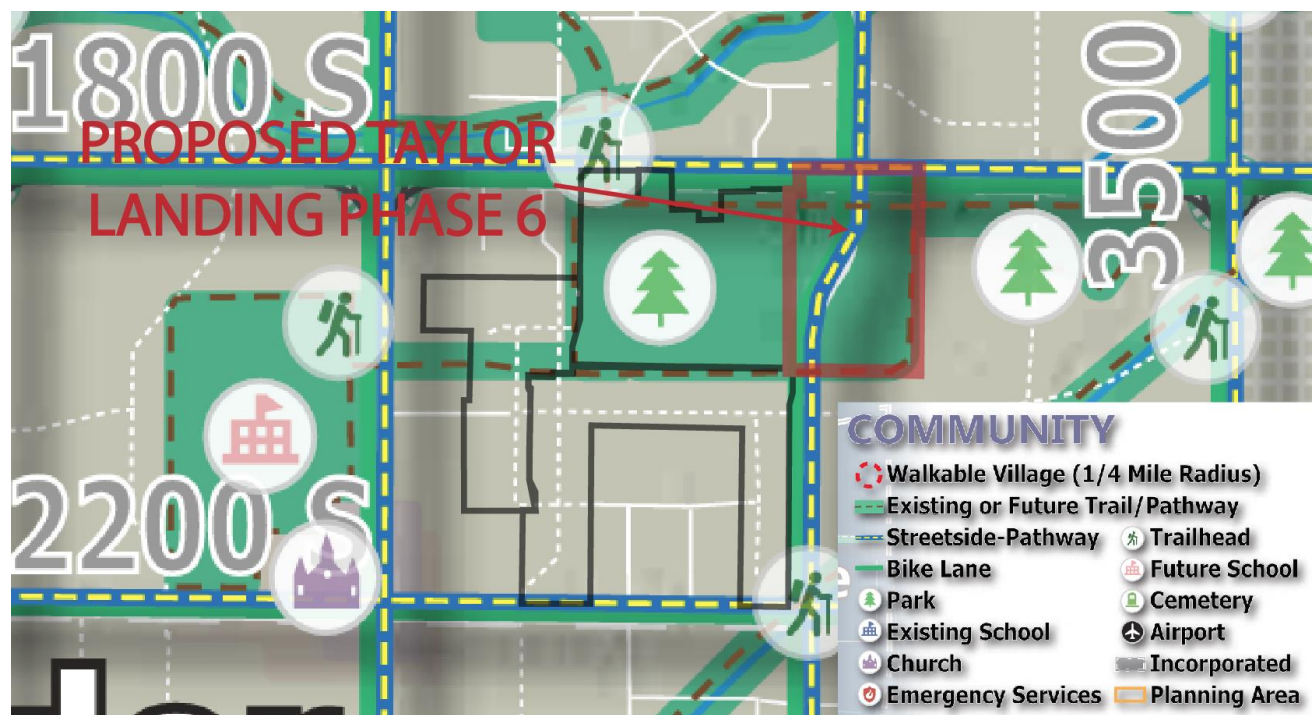 1800 S
PROPOSED TAYLOR
LANDING PHASE 6
3500
2200 S
COMMUNITY
Walkable Village (1/4 Mile Radius)
Existing or Future Trail/Pathway
Streetside-Pathway
Trailhead
Bike Lane
Future School
Park
Cemetery
Existing School
Airport
Church
Incorporated
Emergency Services
Planning Area